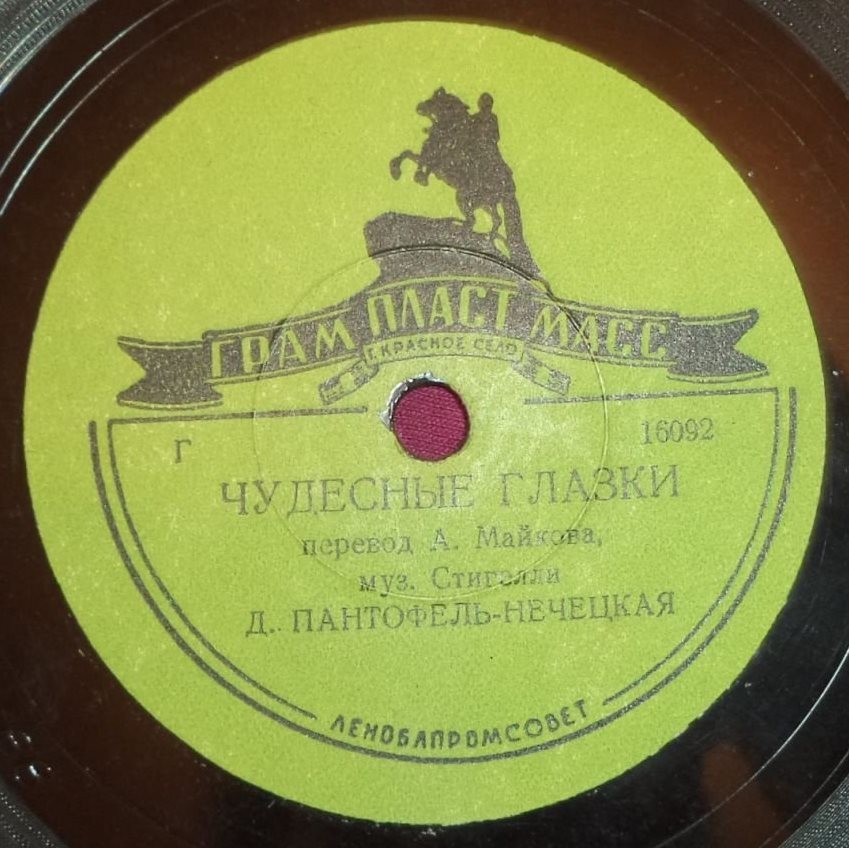 ГРАМ ПЛАСТ МАСС
Г. КРАСНОЕ СЕЛО
Г 16092
ЧУДЕСНЫЕ ГЛАЗКИ
перевод А. Майкова,
муз. Стигелли
Д. ПАНТОФЕЛЬ-НЕЧЕЦКАЯ
ЛЕНОБЛПРОМСОВЕТ